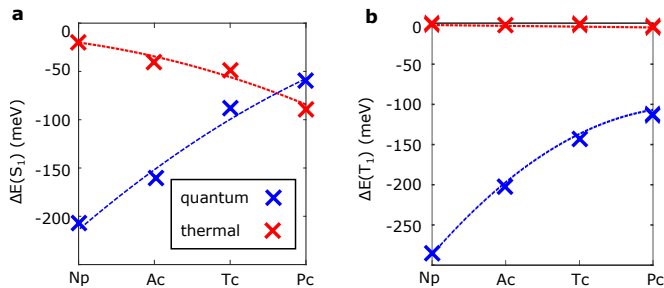 a
ΔE(S₁) (meV)
0
-50
-100
-150
-200
quantum
thermal
Np
Ac
Tc
Pc
b
ΔE(T₁) (meV)
0
-50
-100
-150
-200
-250
Np
Ac
Tc
Pc